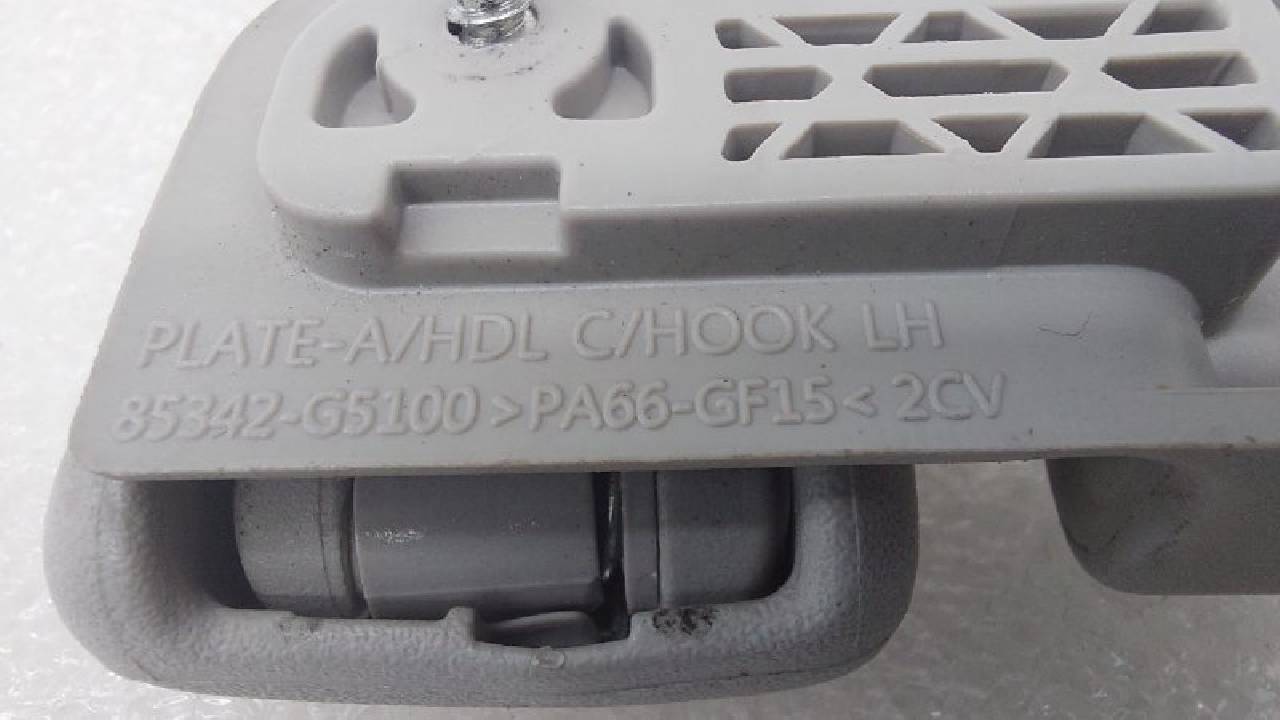 PLATE-A/HDL C/HOOK LH
85342-G5100 >PA66-GF15< 2CV